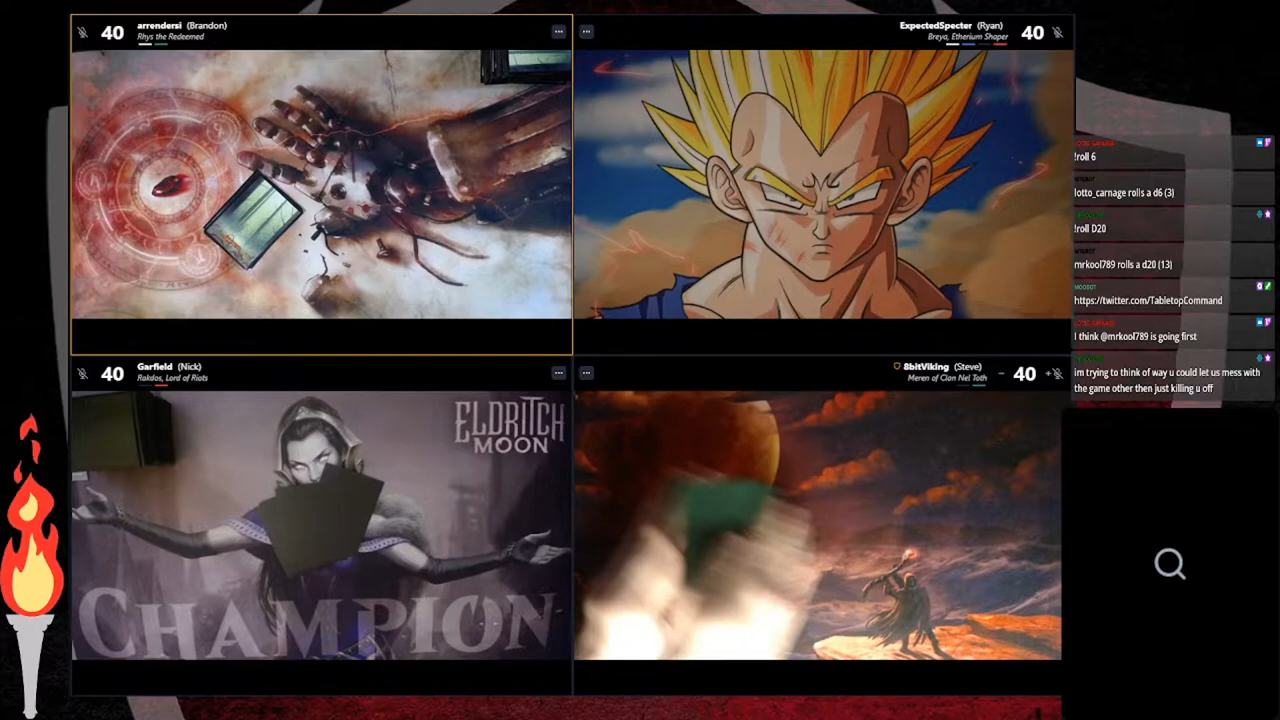 40
arrendersi (Brandon)
Rhys the Redeemed
ExpectedSpecter (Ryan)
Breya, Etherium Shaper
40
!roll 6
lotto_carnage rolls a d6 (3)
!roll D20
mrkool789 rolls a d20 (13)
MOOBOT
https://twitter.com/TabletopCommand
I think @mrkool789 is going first
im trying to think of way u could let us mess with
the game other then just killing u off
40
Garfield (Nick)
Rakdos, Lord of Riots
8bitViking (Steve)
Meren of Clan Nel Toth
− 40 +
ELDRITCH
MOON
CHAMPION